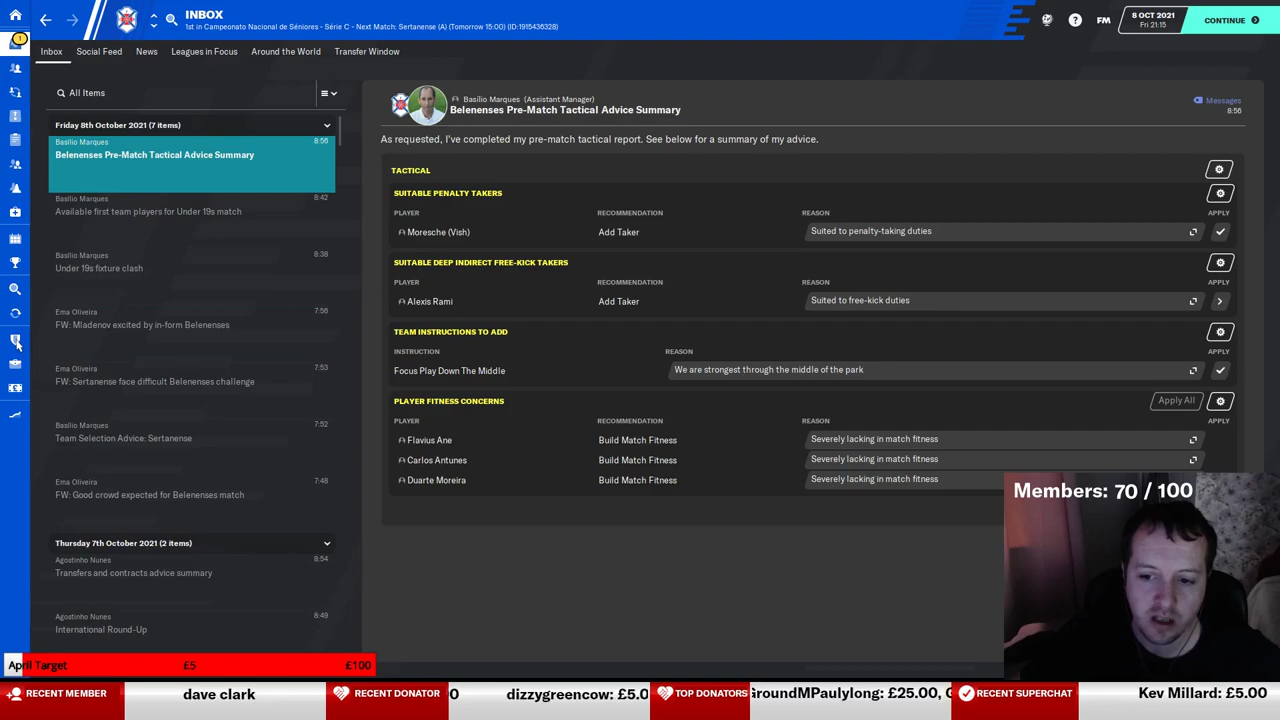 INBOX
1st in Campeonato Nacional de Séniores - Série C - Next Match: Sertanense (A) (Tomorrow 15:00) (ID:1915436328)
FM
8 OCT 2021
Fri 21:15
CONTINUE
1
Inbox Social Feed News Leagues in Focus Around the World Transfer Window
All Items
Friday 8th October 2021 (7 items)
Basílio Marques 8:56
Belenenses Pre-Match Tactical Advice Summary
Basílio Marques 8:42
Available first team players for Under 19s match
Basílio Marques 8:38
Under 19s fixture clash
Ema Oliveira 7:56
FW: Mladenov excited by in-form Belenenses
Ema Oliveira 7:53
FW: Sertanense face difficult Belenenses challenge
Basílio Marques 7:52
Team Selection Advice: Sertanense
Ema Oliveira 7:48
FW: Good crowd expected for Belenenses match
Thursday 7th October 2021 (2 items)
Agostinho Nunes 8:54
Transfers and contracts advice summary
Agostinho Nunes 8:49
International Round-Up
Basílio Marques (Assistant Manager)
Belenenses Pre-Match Tactical Advice Summary
Messages
8:56
As requested, I've completed my pre-match tactical report. See below for a summary of my advice.
TACTICAL
SUITABLE PENALTY TAKERS
PLAYER RECOMMENDATION REASON APPLY
Moresche (Vish) Add Taker Suited to penalty-taking duties
SUITABLE DEEP INDIRECT FREE-KICK TAKERS
PLAYER RECOMMENDATION REASON APPLY
Alexis Rami Add Taker Suited to free-kick duties
TEAM INSTRUCTIONS TO ADD
INSTRUCTION REASON APPLY
Focus Play Down The Middle We are strongest through the middle of the park
PLAYER FITNESS CONCERNS Apply All
PLAYER RECOMMENDATION REASON APPLY
Flavius Ane Build Match Fitness Severely lacking in match fitness
Carlos Antunes Build Match Fitness Severely lacking in match fitness
Duarte Moreira Build Match Fitness Severely lacking in match fitness
Members: 70 / 100
April Target £5 £100
RECENT MEMBER dave clark RECENT DONATOR 0 dizzygreencow: £5.0 TOP DONATORS GroundMPaulylong: £25.00, G RECENT SUPERCHAT Kev Millard: £5.00